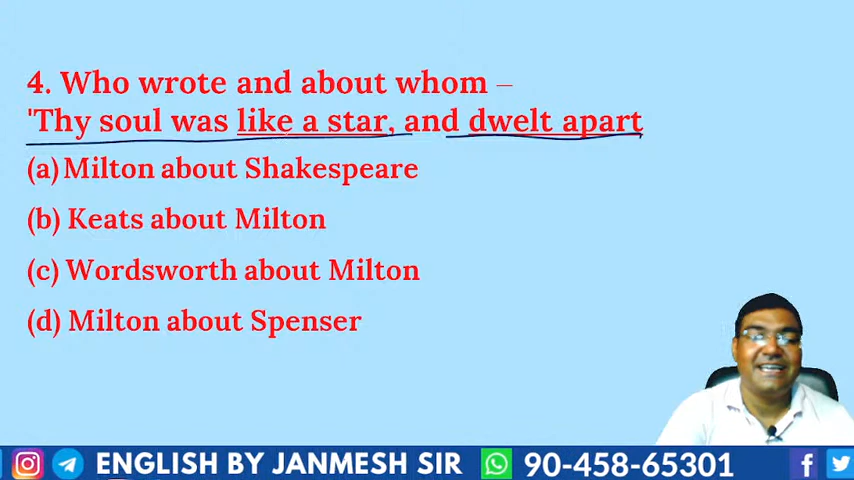 4. Who wrote and about whom –
'Thy soul was like a star, and dwelt apart
(a) Milton about Shakespeare
(b) Keats about Milton
(c) Wordsworth about Milton
(d) Milton about Spenser
ENGLISH BY JANMESH SIR 90-458-65301